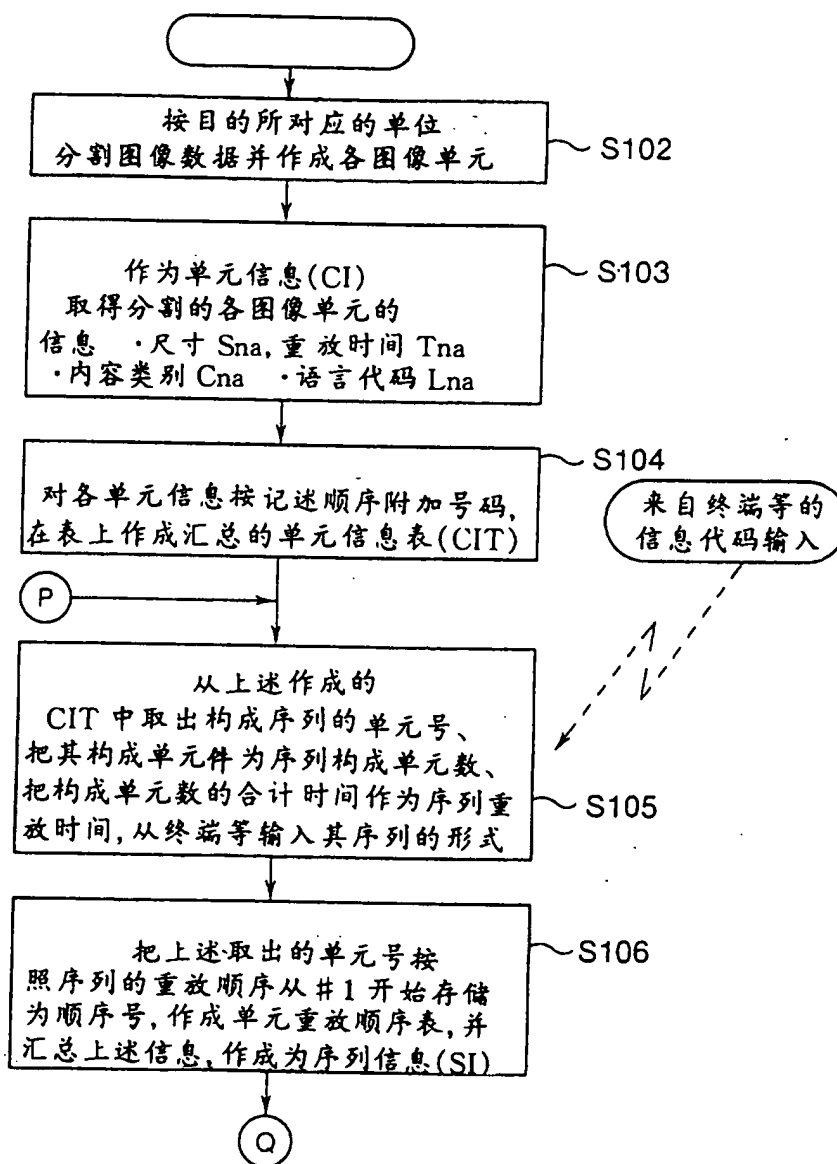 按目的所对应的单位
分割图像数据并作成各图像单元
S102
作为单元信息(CI)
取得分割的各图像单元的
信息 ·尺寸 Sna,重放时间 Tna
·内容类别 Cna ·语言代码 Lna
S103
对各单元信息按记述顺序附加号码,
在表上作成汇总的单元信息表(CIT)
S104
来自终端等的
信息代码输入
P
从上述作成的
CIT 中取出构成序列的单元号、
把其构成单元件为序列构成单元数、
把构成单元数的合计时间作为序列重
放时间,从终端等输入其序列的形式
S105
把上述取出的单元号按
照序列的重放顺序从#1开始存储
为顺序号,作成单元重放顺序表,并
汇总上述信息,作成为序列信息(SI)
S106
Q